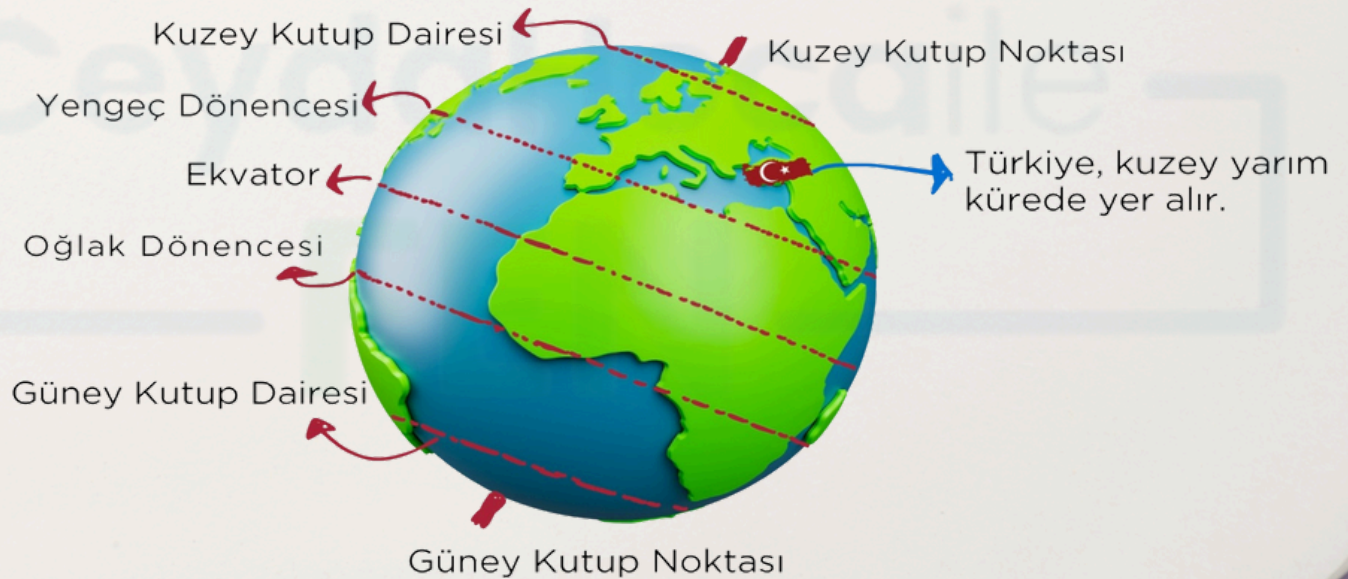 Kuzey Kutup Dairesi
Kuzey Kutup Noktası
Yengeç Dönencesi
Ekvator
Türkiye, kuzey yarım
kürede yer alır.
Oğlak Dönencesi
Güney Kutup Dairesi
Güney Kutup Noktası